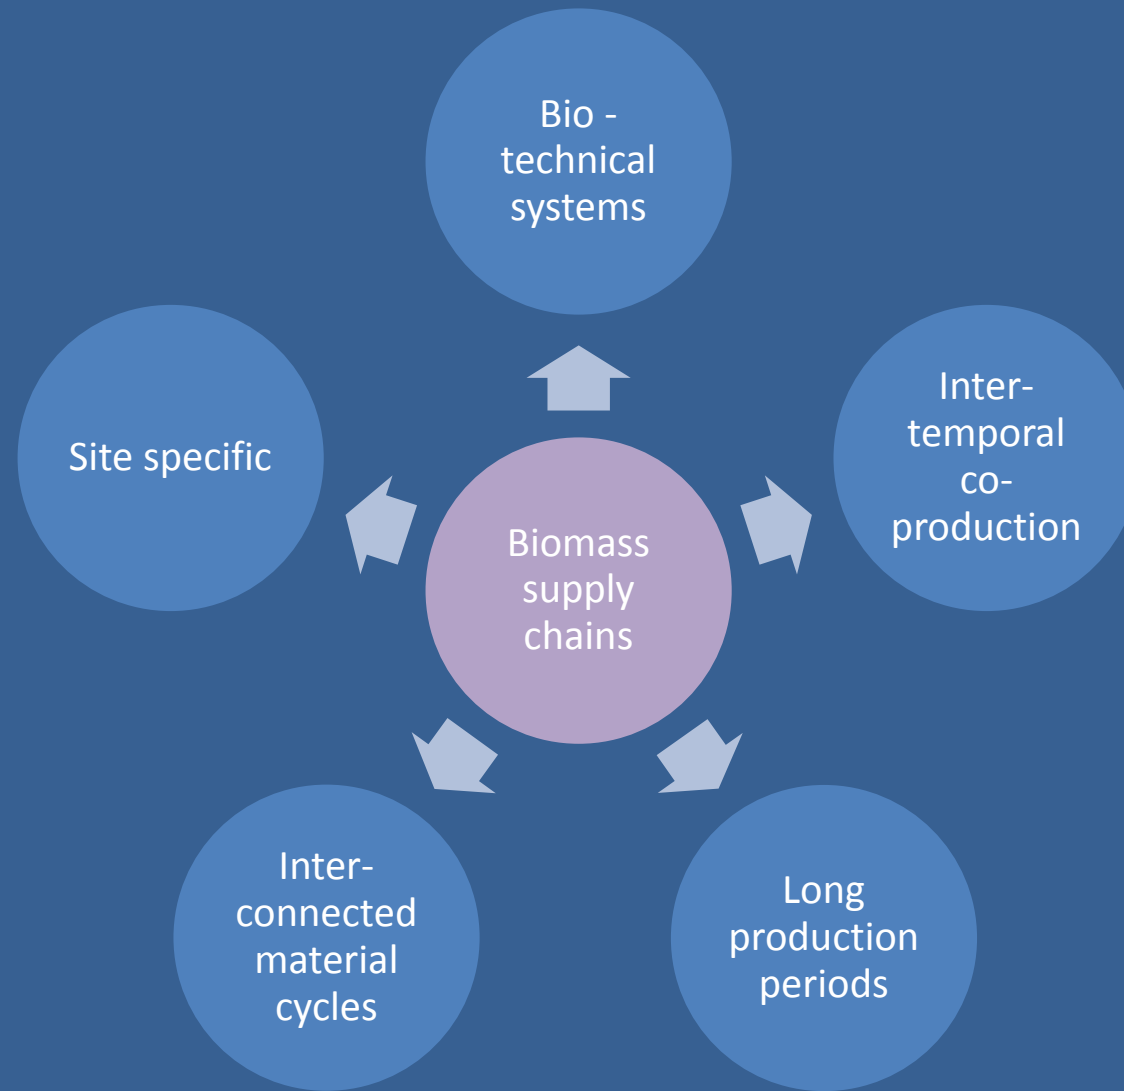 Bio -
technical
systems
Site specific
Inter-
temporal
co-
production
Biomass
supply
chains
Inter-
connected
material
cycles
Long
production
periods